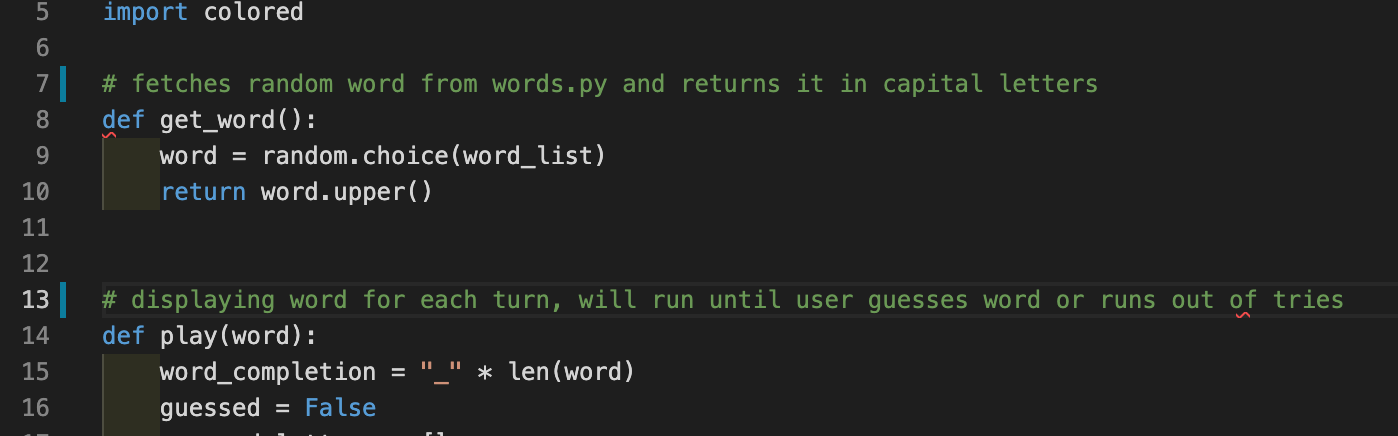 5 import colored
6
7 # fetches random word from words.py and returns it in capital letters
8 def get_word():
9     word = random.choice(word_list)
10     return word.upper()
11
12
13 # displaying word for each turn, will run until user guesses word or runs out of tries
14 def play(word):
15     word_completion = "_" * len(word)
16     guessed = False